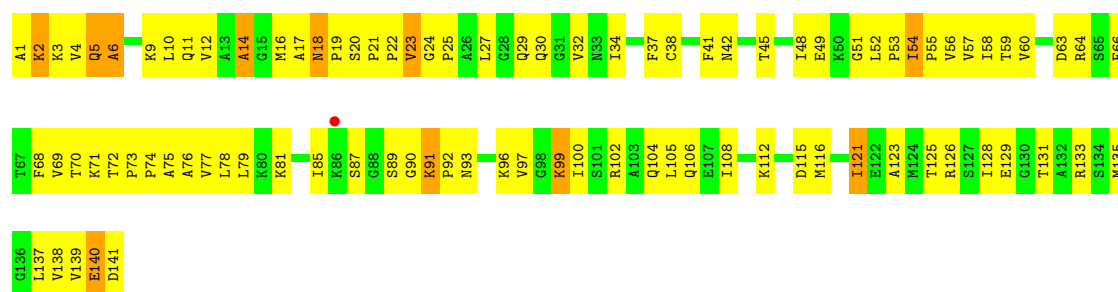 A1 K2 K3 V4 Q5 A6 K9 L10 Q11 V12 A13 A14 G15 M16 A17 N18 P19 S20 P21 P22 V23 G24 P25 A26 L27 G28 Q29 Q30 G31 V32 N33 I34 F37 C38 F41 N42 T45 I48 E49 K50 G51 L52 P53 I54 P55 V56 V57 I58 T59 V60 D63 R64 S65
T67 F68 V69 T70 K71 T72 P73 P74 A75 A76 V77 L78 L79 K80 K81 I85 K86 S87 G88 S89 G90 K91 P92 N93 K96 V97 G98 K99 I100 S101 R102 A103 Q104 L105 Q106 E107 I108 K112 D115 M116 I121 E122 A123 M124 T125 R126 S127 I128 E129 G130 T131 A132 R133 S134 M135
G136 L137 V138 V139 E140 D141